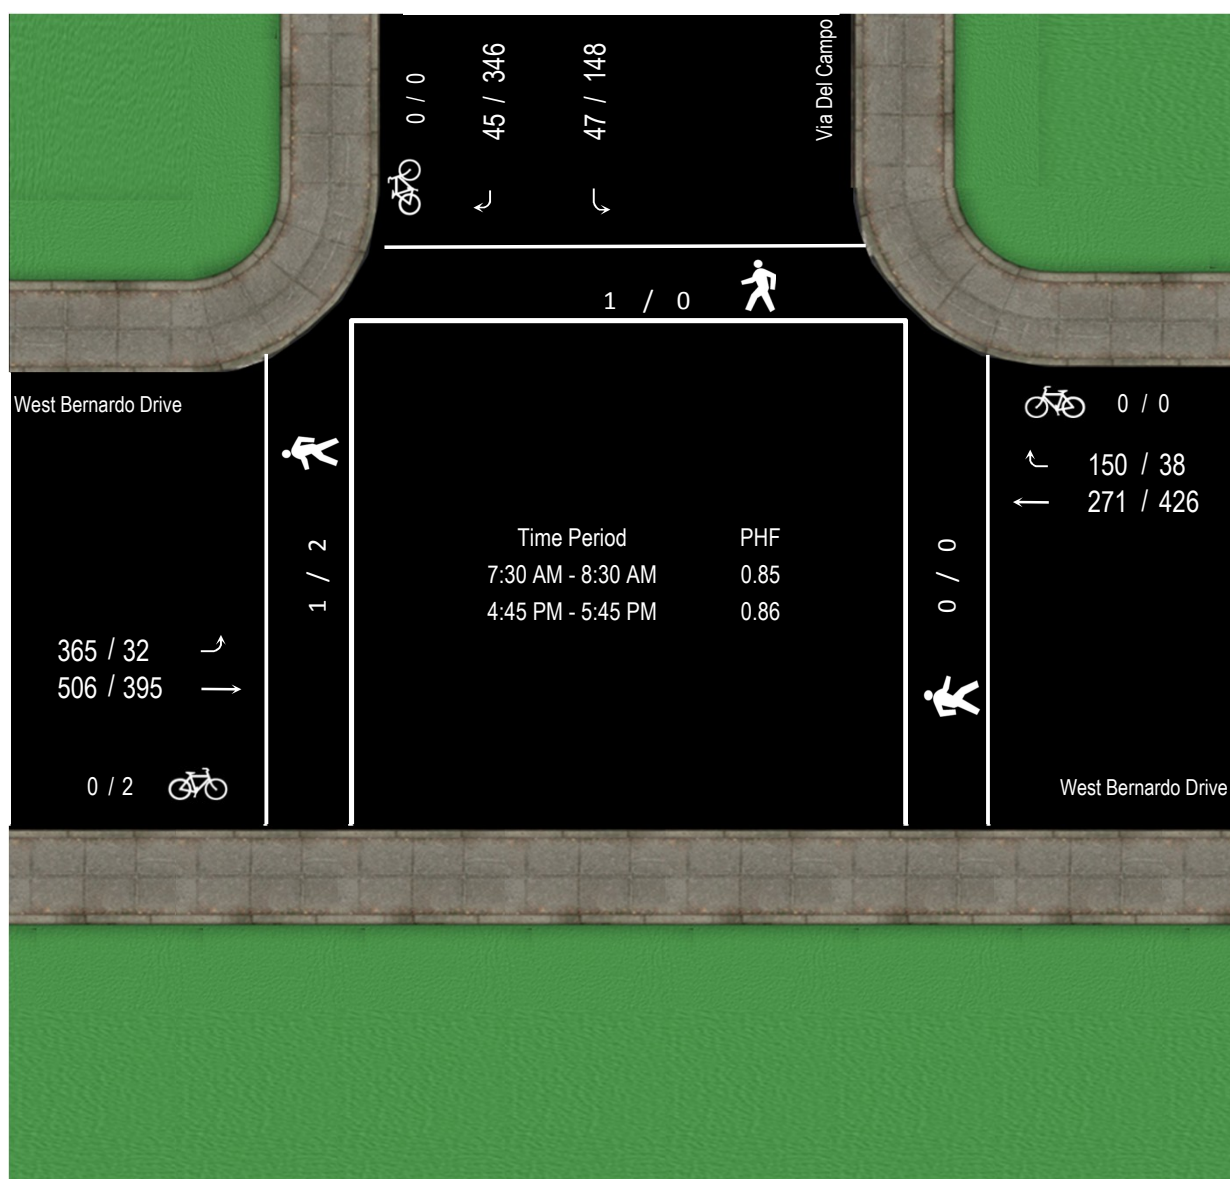 0 / 0
45 / 346
47 / 148
Via Del Campo
1 / 0
West Bernardo Drive
0 / 0
150 / 38
271 / 426
1 / 2
Time Period PHF
7:30 AM - 8:30 AM 0.85
4:45 PM - 5:45 PM 0.86
0 / 0
365 / 32
506 / 395
0 / 2
West Bernardo Drive